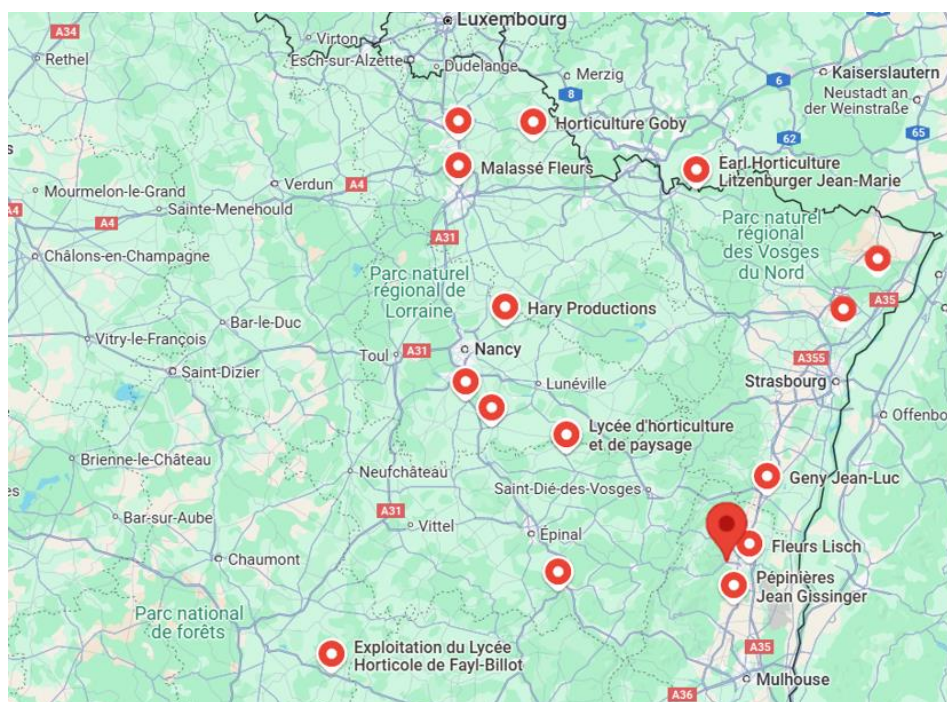 Luxembourg
A34
Virton
Rethel
Esch-sur-Alzette
Dudelange
Merzig
Kaiserslautern
Neustadt an
der Weinstraße
8
6
62
65
Horticulture Goby
Malassé Fleurs
Earl Horticulture
Litzenburger Jean-Marie
s
Mourmelon-le-Grand
Verdun
A4
A4
Sainte-Menehould
Châlons-en-Champagne
A31
Parc naturel
régional
des Vosges
du Nord
Parc naturel
régional de
Lorraine
Hary Productions
A35
Bar-le-Duc
Vitry-le-François
Toul
A31
Nancy
A355
Saint-Dizier
Lunéville
Strasbourg
Offenbo
Lycée d'horticulture
et de paysage
Brienne-le-Château
Neufchâteau
Saint-Dié-des-Vosges
Geny Jean-Luc
es
Bar-sur-Aube
A31
Vittel
Épinal
Fleurs Lisch
Chaumont
Pépinières
Jean Gissinger
Parc national
de forêts
Exploitation du Lycée
Horticole de Fayl-Billot
A35
Mulhouse
A36